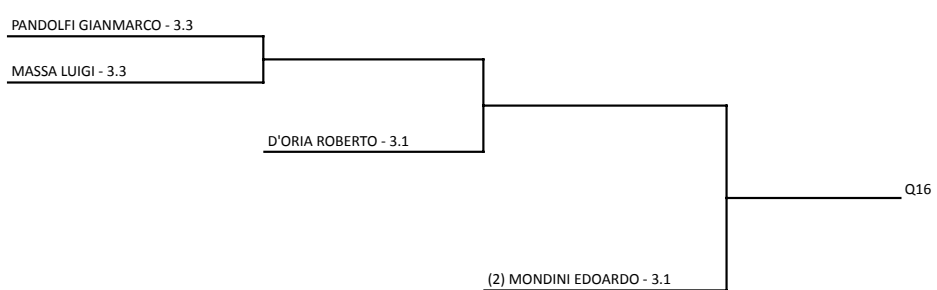 PANDOLFI GIANMARCO - 3.3
MASSA LUIGI - 3.3
D'ORIA ROBERTO - 3.1
Q16
(2) MONDINI EDOARDO - 3.1